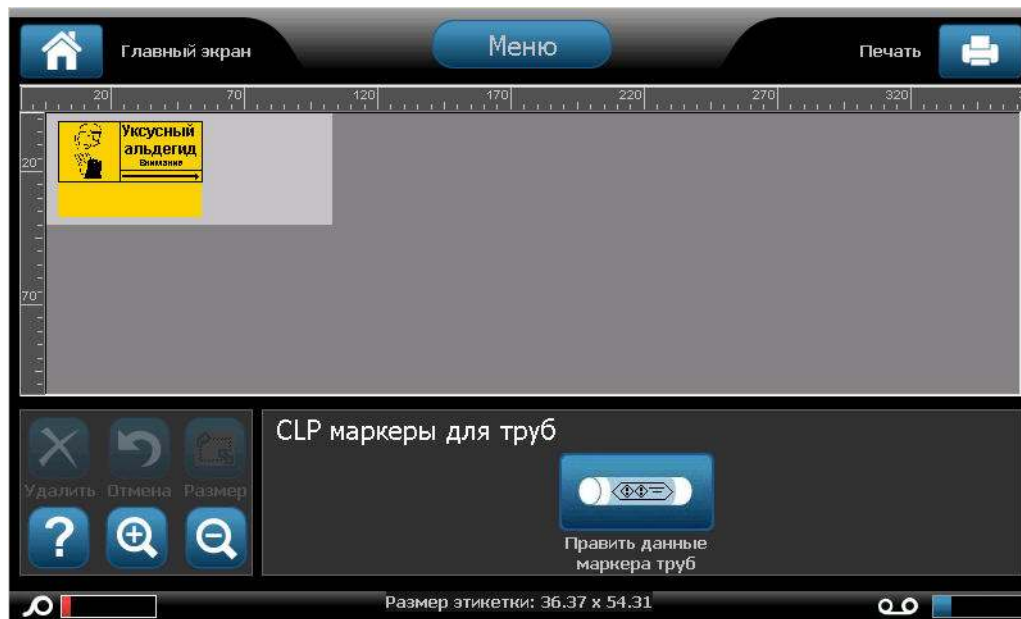 Главный экран
Меню
Печать
20 70 120 170 220 270 320
20
70
Уксусный
альдегид
Внимание
CLP маркеры для труб
Удалить Отмена Размер
?
Править данные
маркера труб
Размер этикетки: 36.37 x 54.31